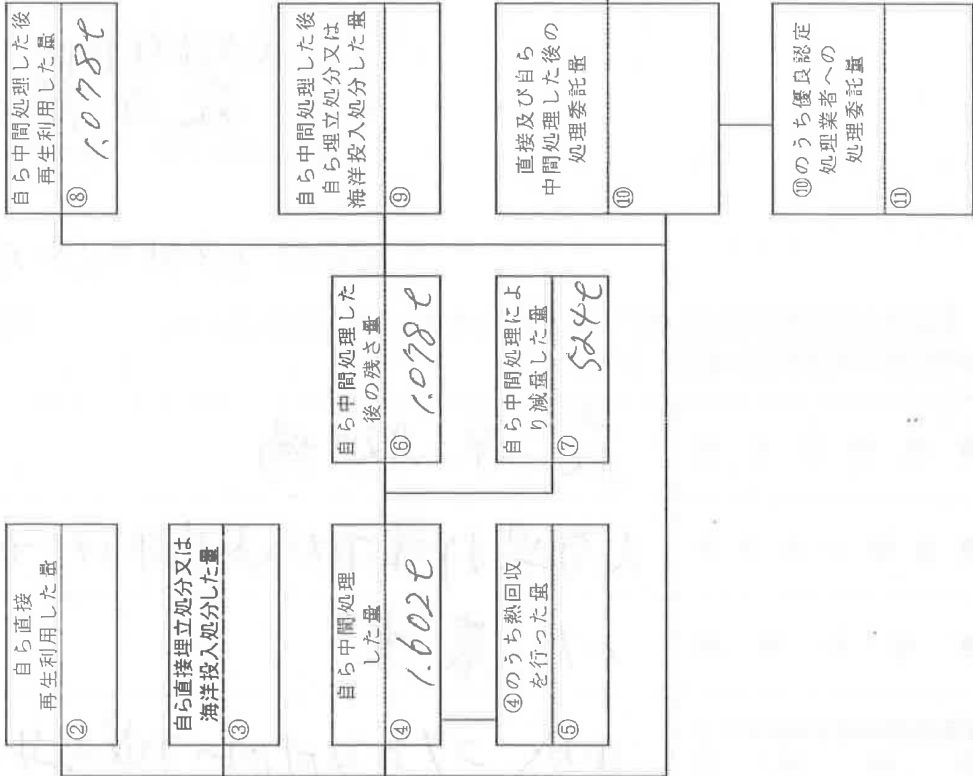 自ら直接
再生利用した量
②
自ら直接埋立処分又は
海洋投入処分した量
③
自ら中間処理
した量
④ 1.602t
④のうち熱回収
を行った量
⑤
自ら中間処理した
後の残さ量
⑥ 1.078t
自ら中間処理によ
り減量した量
⑦ 524t
自ら中間処理した後
再生利用した量
⑧ 1.078t
自ら中間処理した後
自ら埋立処分又は
海洋投入処分した量
⑨
直接及び自ら
中間処理した後の
処理委託量
⑩
⑩のうち優良認定
処理業者への
処理委託量
⑪